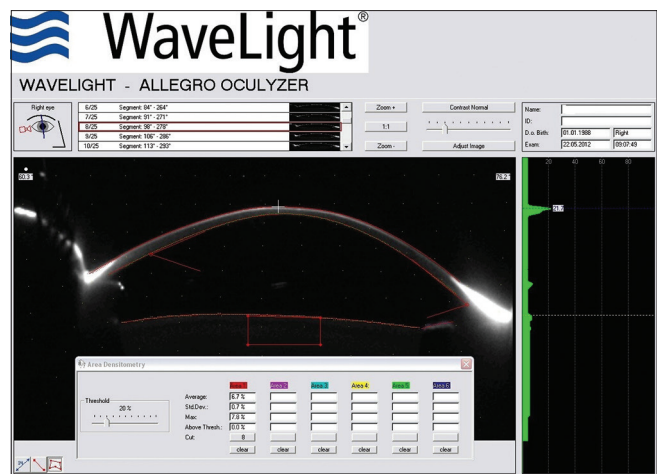 WaveLight®
WAVELIGHT - ALLEGRO OCULYZER
Right eye
6/25 Segment: 84° - 264°
7/25 Segment: 91° - 271°
8/25 Segment: 98° - 279°
9/25 Segment: 106° - 286°
10/25 Segment: 113° - 293°
Zoom +
1:1
Zoom -
Contrast Normal
Adjust Image
Name:
ID:
D.o. Birth: 01.01.1988 Right
Exam: 22.05.2012 09:07:49
60.3° 76.2°
20 40 60 80
21.7
Area Densitometry
Threshold
20 %
Area 1: Area 2: Area 3: Area 4: Area 5: Area 6:
Average: 6.7 %
Std.Dev.: 0.7 %
Max: 7.8 %
Above Thresh.: 0.0 %
Cut: 8
clear clear clear clear clear clear